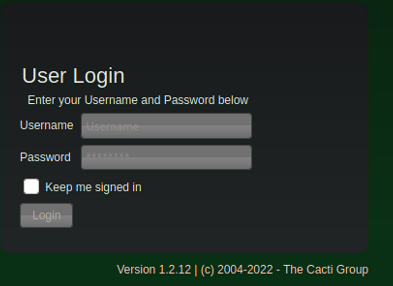 User Login
Enter your Username and Password below
Username Username
Password ********
Keep me signed in
Login
Version 1.2.12 | (c) 2004-2022 - The Cacti Group